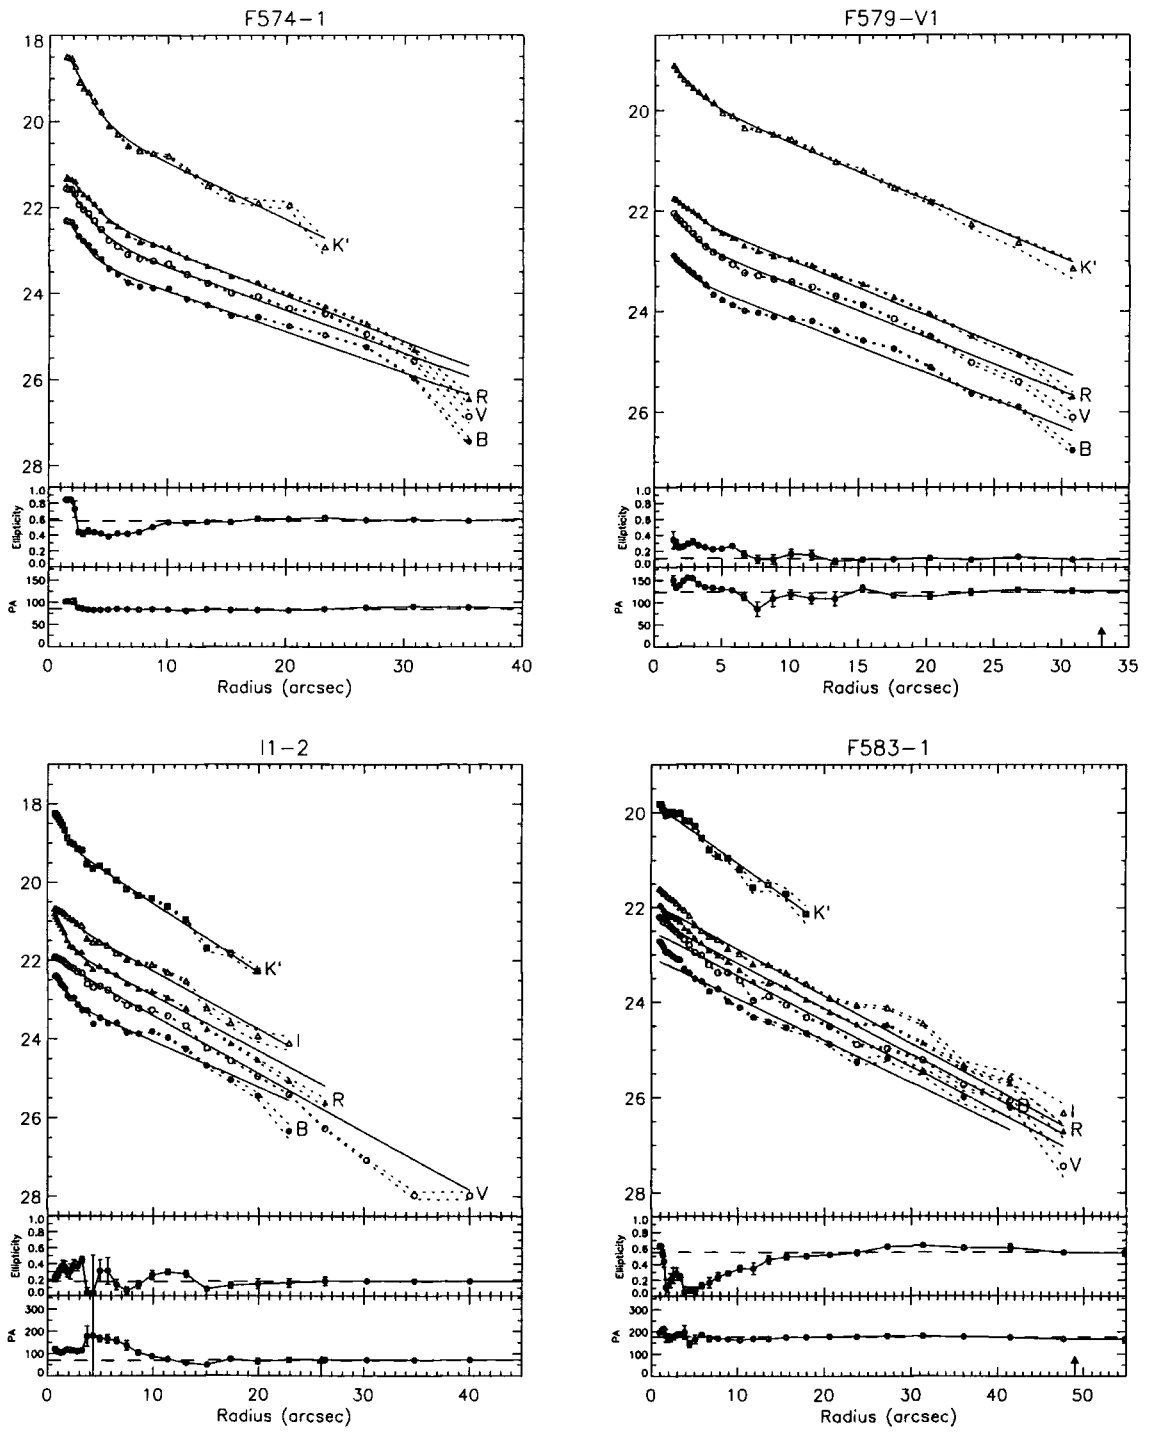 F574-1
18
20
22
24
26
28
K'
R
V
B
1.0
0.8
0.6
0.4
0.2
0.0
Ellipticity
150
100
50
0
PA
0 10 20 30 40
Radius (arcsec)
F579-V1
20
22
24
26
K'
R
V
B
1.0
0.8
0.6
0.4
0.2
0.0
Ellipticity
150
100
50
0
PA
0 5 10 15 20 25 30 35
Radius (arcsec)
I1-2
18
20
22
24
26
28
K'
I
R
B
V
1.0
0.8
0.6
0.4
0.2
0.0
Ellipticity
300
200
100
0
PA
0 10 20 30 40
Radius (arcsec)
F583-1
20
22
24
26
28
K'
B
I
R
V
1.0
0.8
0.6
0.4
0.2
0.0
Ellipticity
300
200
100
0
PA
0 10 20 30 40 50
Radius (arcsec)